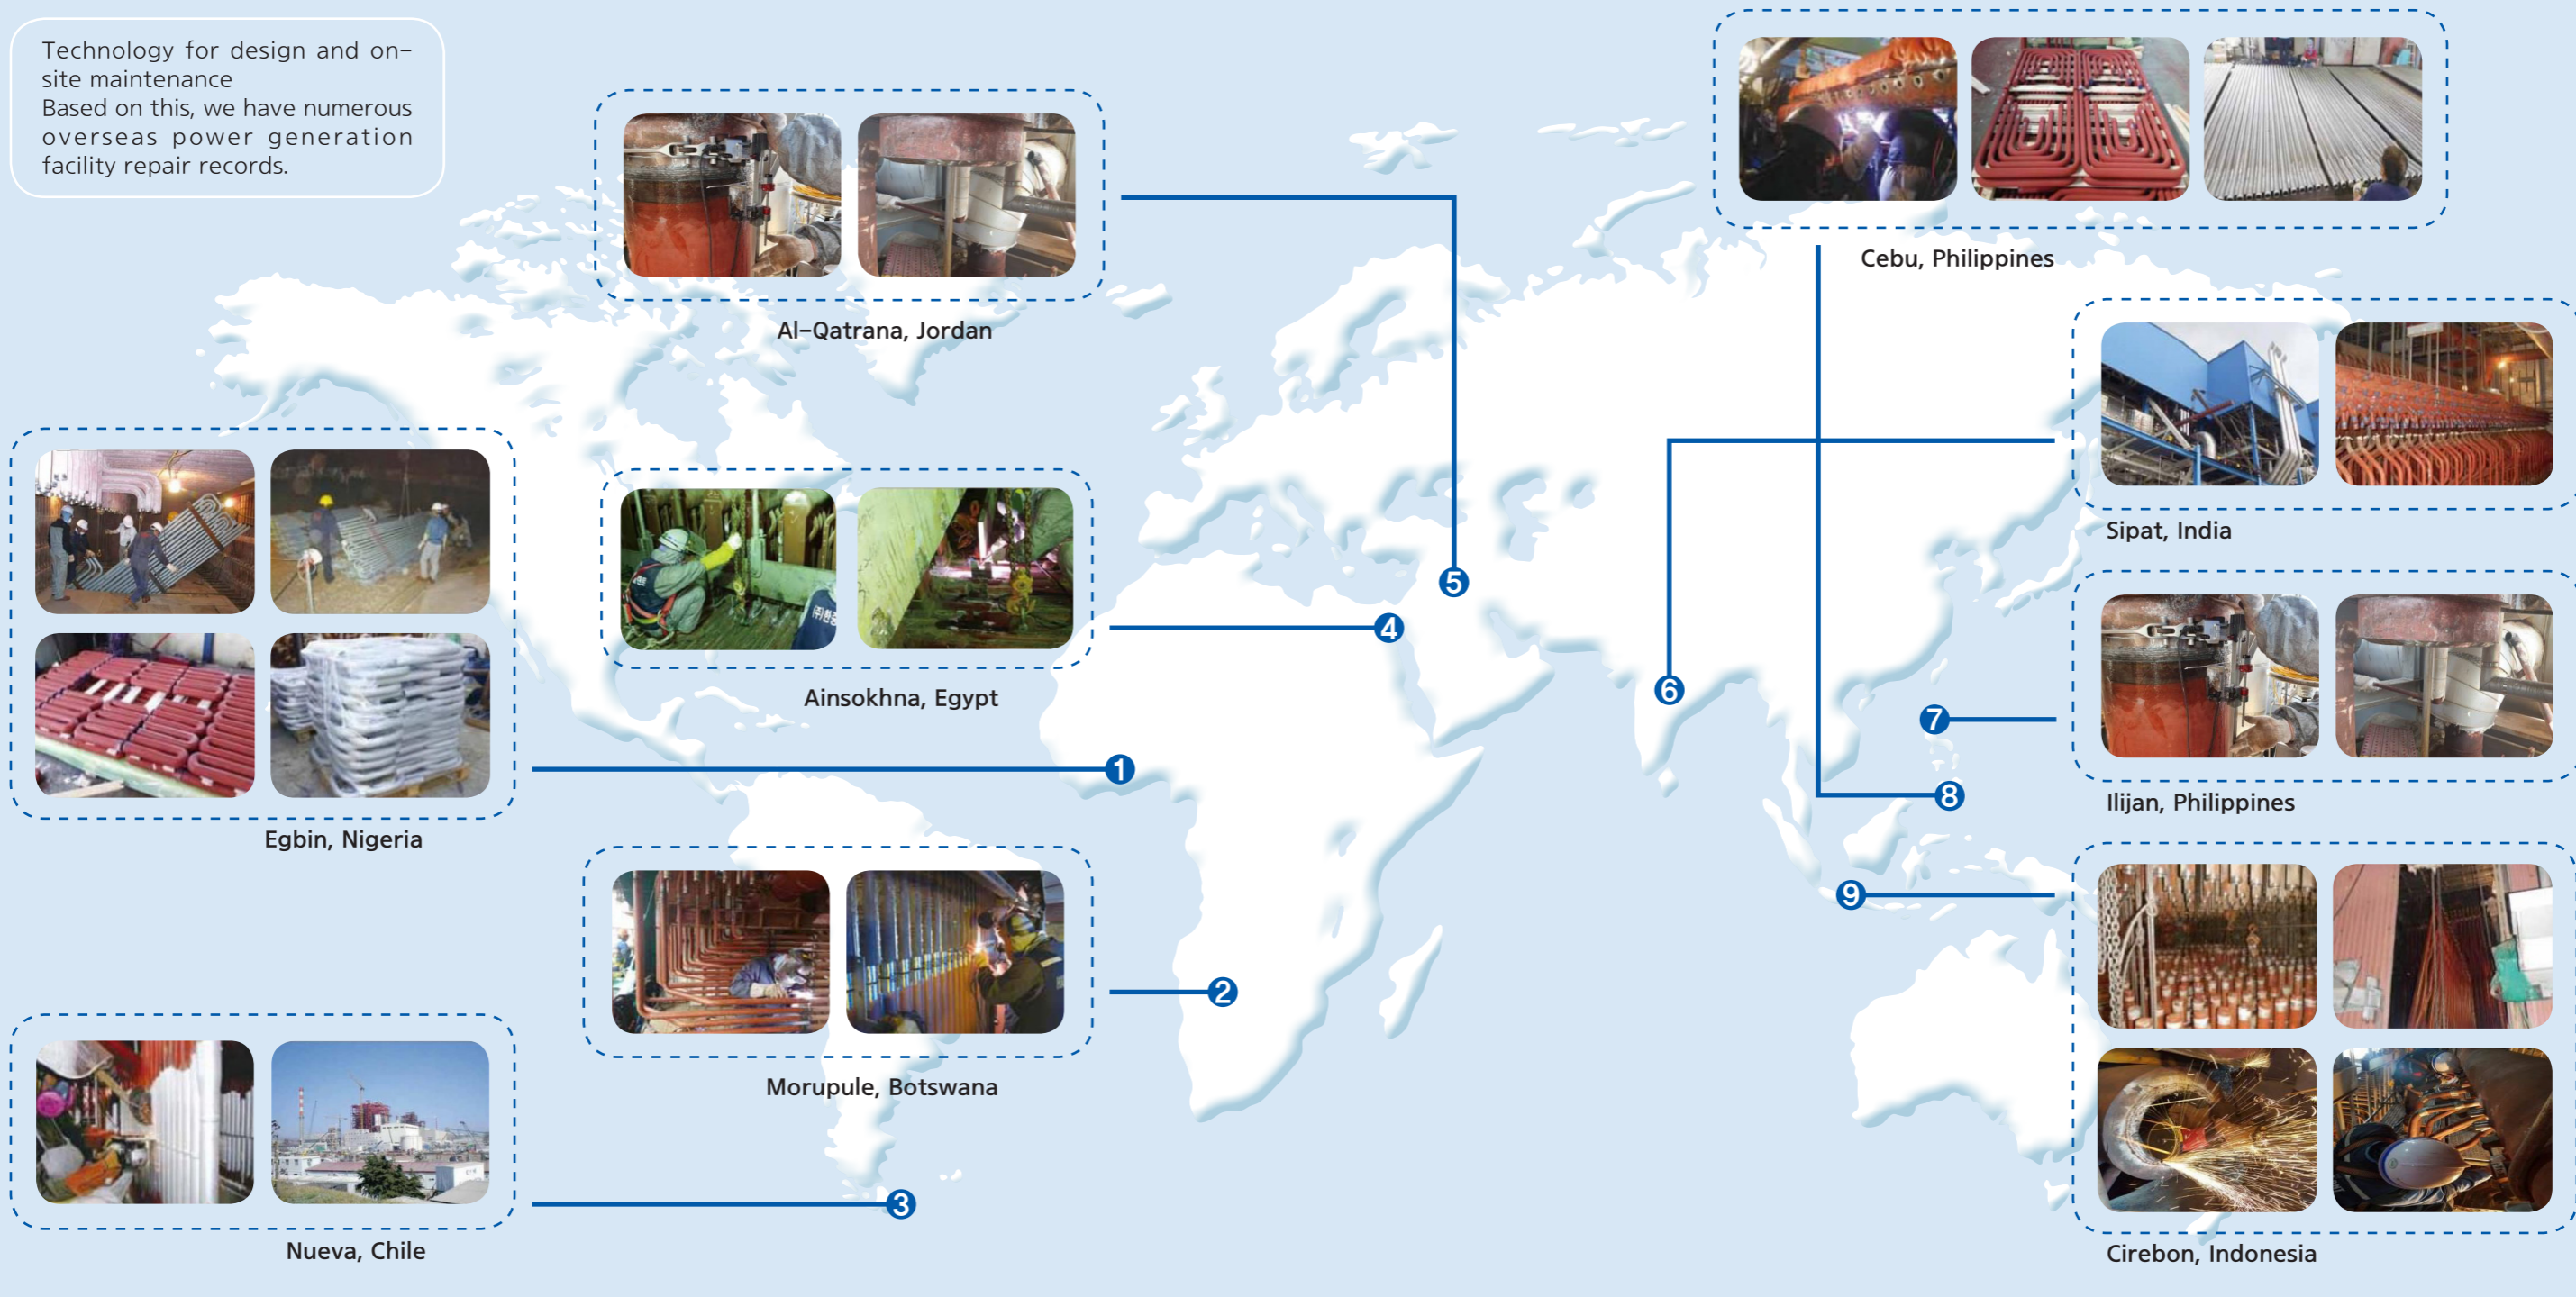 Technology for design and on-
site maintenance
Based on this, we have numerous
overseas power generation
facility repair records.
Al-Qatrana, Jordan
Cebu, Philippines
Sipat, India
Ainsokhna, Egypt
Egbin, Nigeria
Ilijan, Philippines
Morupule, Botswana
Nueva, Chile
Cirebon, Indonesia
5
4
6
7
1
8
9
2
3